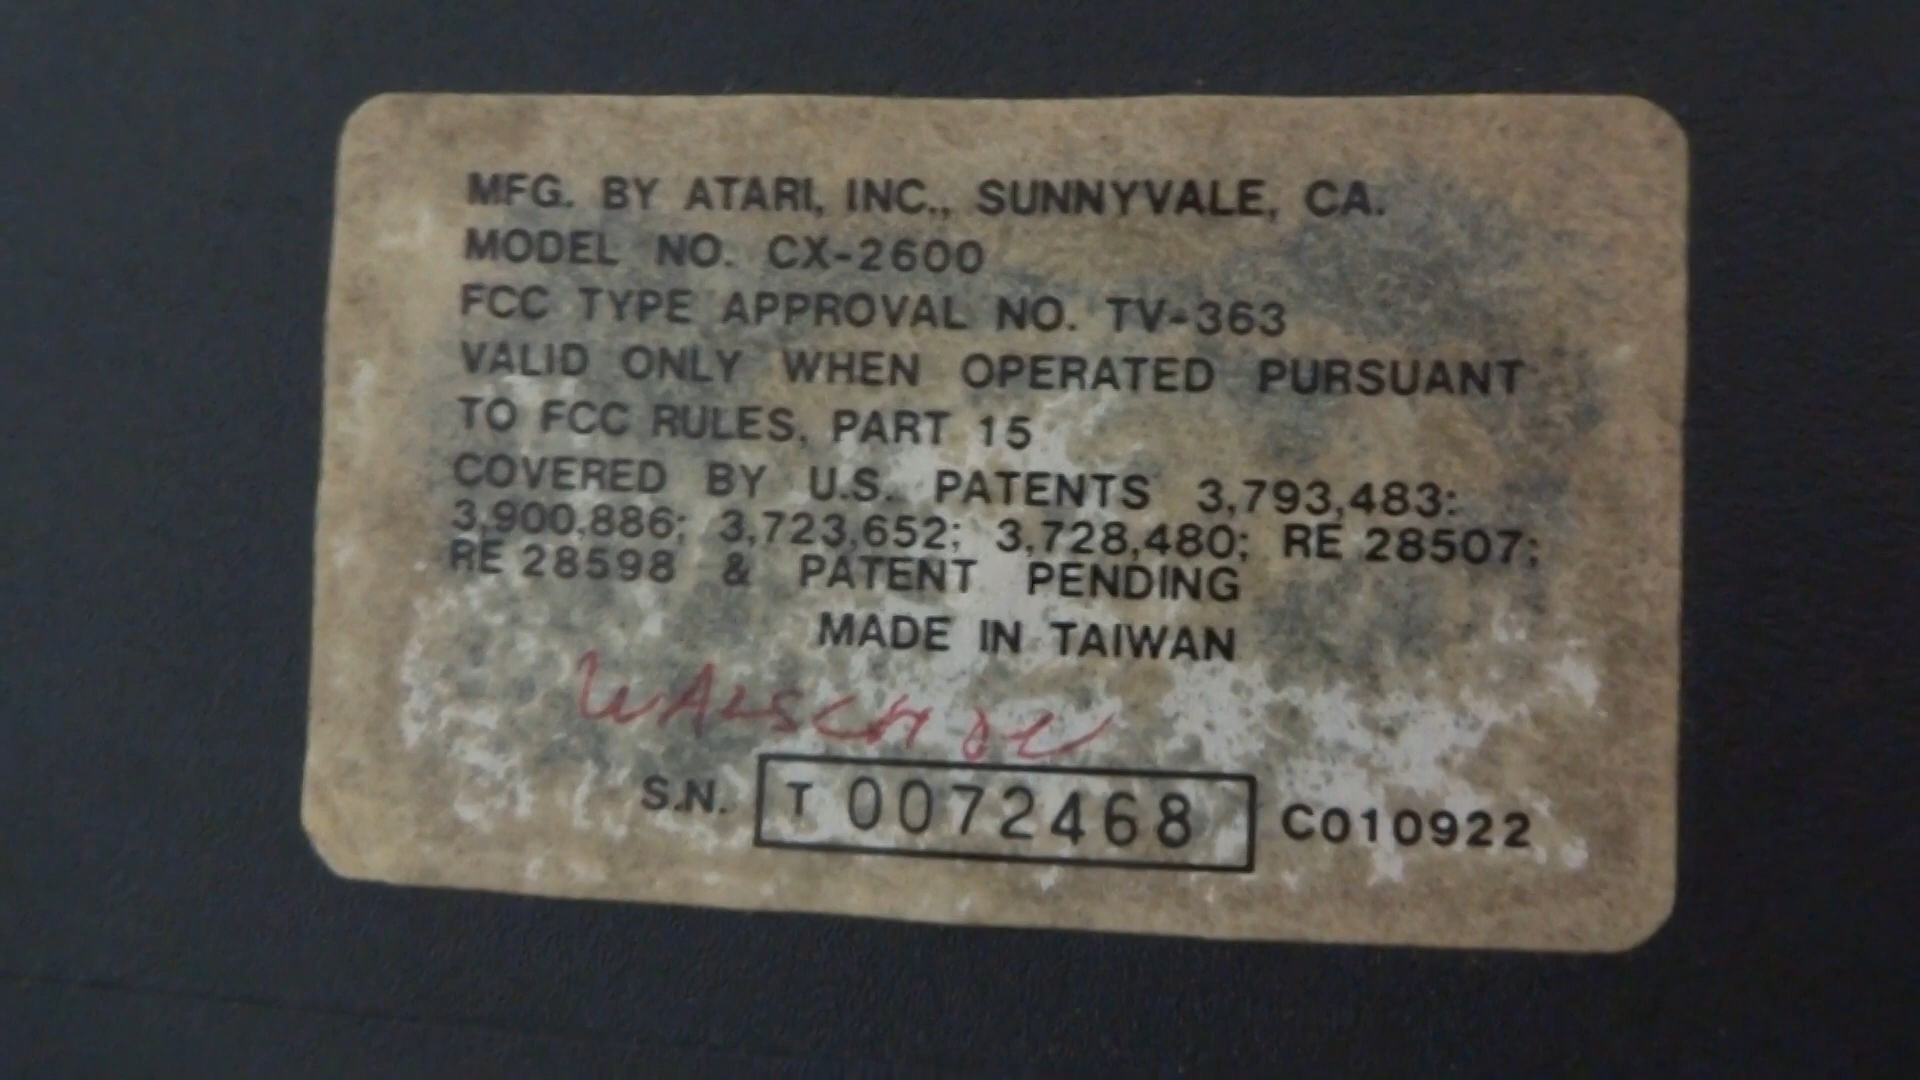 MFG. BY ATARI, INC., SUNNYVALE, CA.
MODEL NO. CX-2600
FCC TYPE APPROVAL NO. TV-363
VALID ONLY WHEN OPERATED PURSUANT
TO FCC RULES, PART 15
COVERED BY U.S. PATENTS 3,793,483:
3,900,886; 3,723,652; 3,728,480; RE 28507;
RE 28598 & PATENT PENDING
MADE IN TAIWAN
S.N. T 0072468 C010922